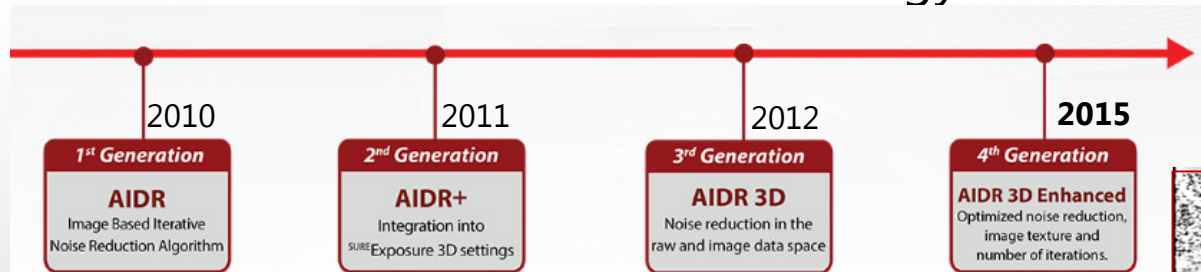 2010
2011
2012
2015
1st Generation
AIDR
Image Based Iterative
Noise Reduction Algorithm
2nd Generation
AIDR+
Integration into
SUREExposure 3D settings
3rd Generation
AIDR 3D
Noise reduction in the
raw and image data space
4th Generation
AIDR 3D Enhanced
Optimized noise reduction,
image texture and
number of iterations.